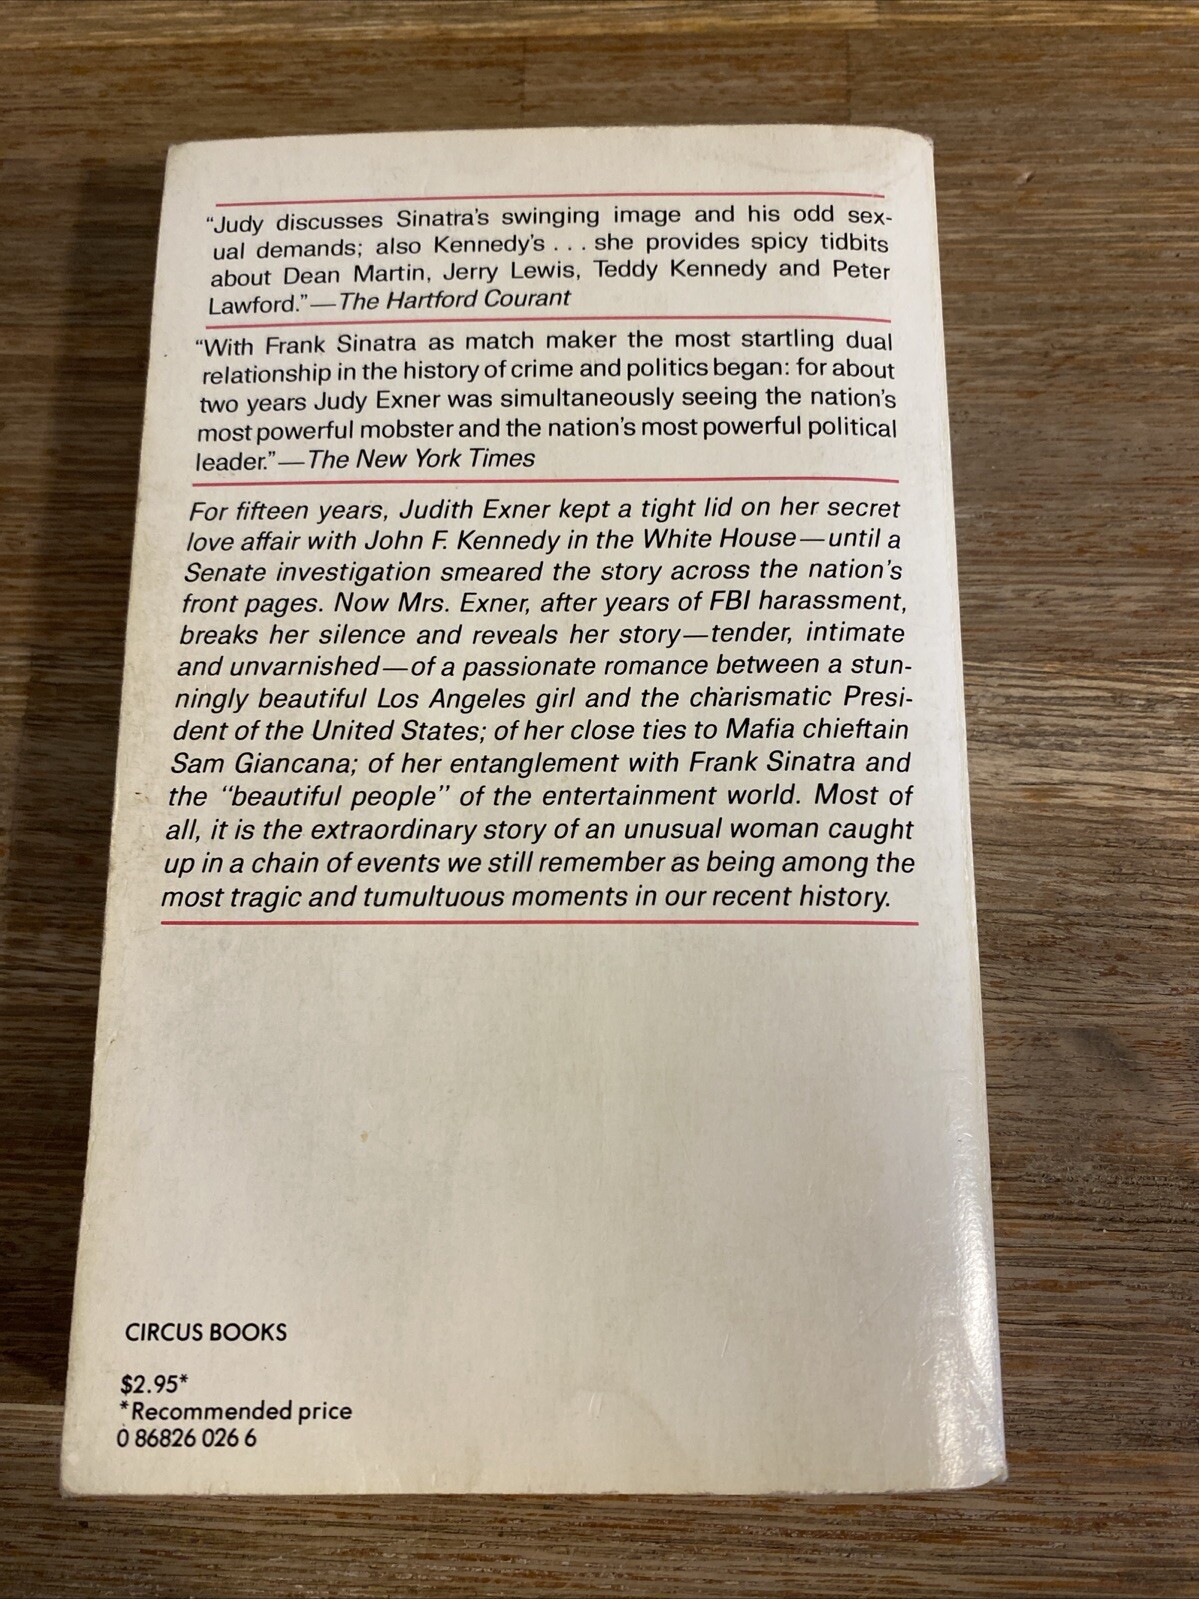 “Judy discusses Sinatra's swinging image and his odd sex-
ual demands; also Kennedy's . . . she provides spicy tidbits
about Dean Martin, Jerry Lewis, Teddy Kennedy and Peter
Lawford.”—The Hartford Courant
“With Frank Sinatra as match maker the most startling dual
relationship in the history of crime and politics began: for about
two years Judy Exner was simultaneously seeing the nation's
most powerful mobster and the nation's most powerful political
leader.”—The New York Times
For fifteen years, Judith Exner kept a tight lid on her secret
love affair with John F. Kennedy in the White House—until a
Senate investigation smeared the story across the nation's
front pages. Now Mrs. Exner, after years of FBI harassment,
breaks her silence and reveals her story—tender, intimate
and unvarnished—of a passionate romance between a stun-
ningly beautiful Los Angeles girl and the charismatic Presi-
dent of the United States; of her close ties to Mafia chieftain
Sam Giancana; of her entanglement with Frank Sinatra and
the “beautiful people” of the entertainment world. Most of
all, it is the extraordinary story of an unusual woman caught
up in a chain of events we still remember as being among the
most tragic and tumultuous moments in our recent history.
CIRCUS BOOKS
$2.95*
*Recommended price
0 86826 026 6